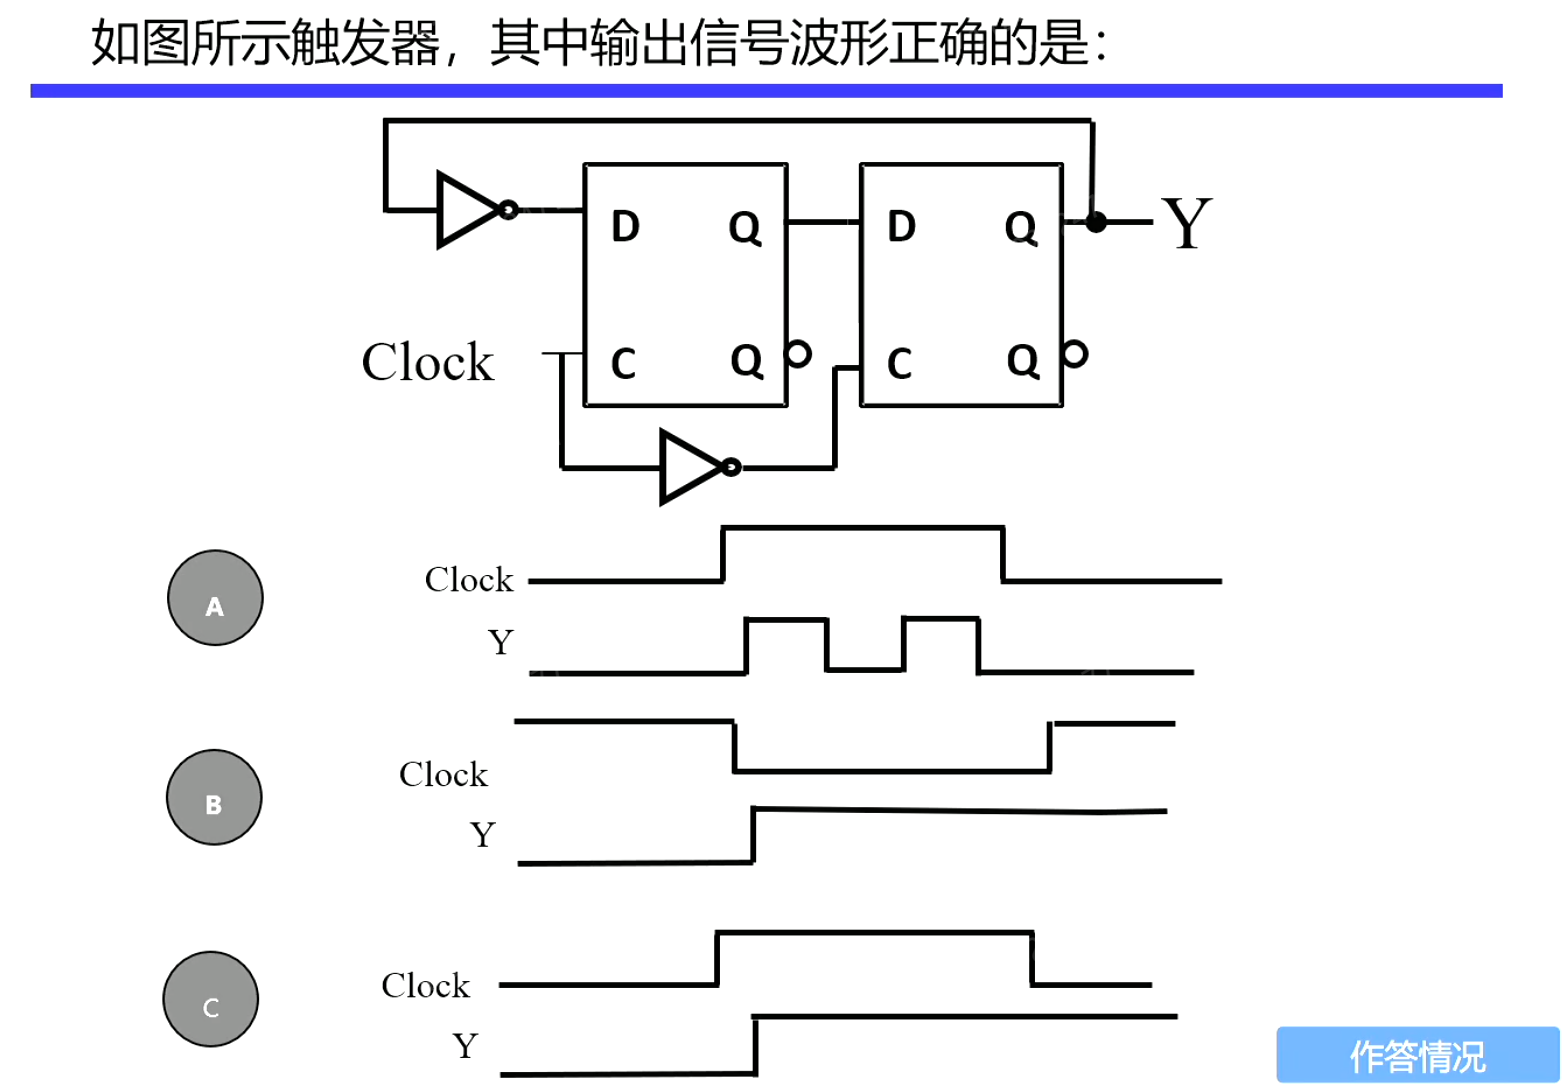 如图所示触发器，其中输出信号波形正确的是：
D Q D Q Y
Clock C Q C Q
A Clock
Y
B Clock
Y
C Clock
Y
作答情况